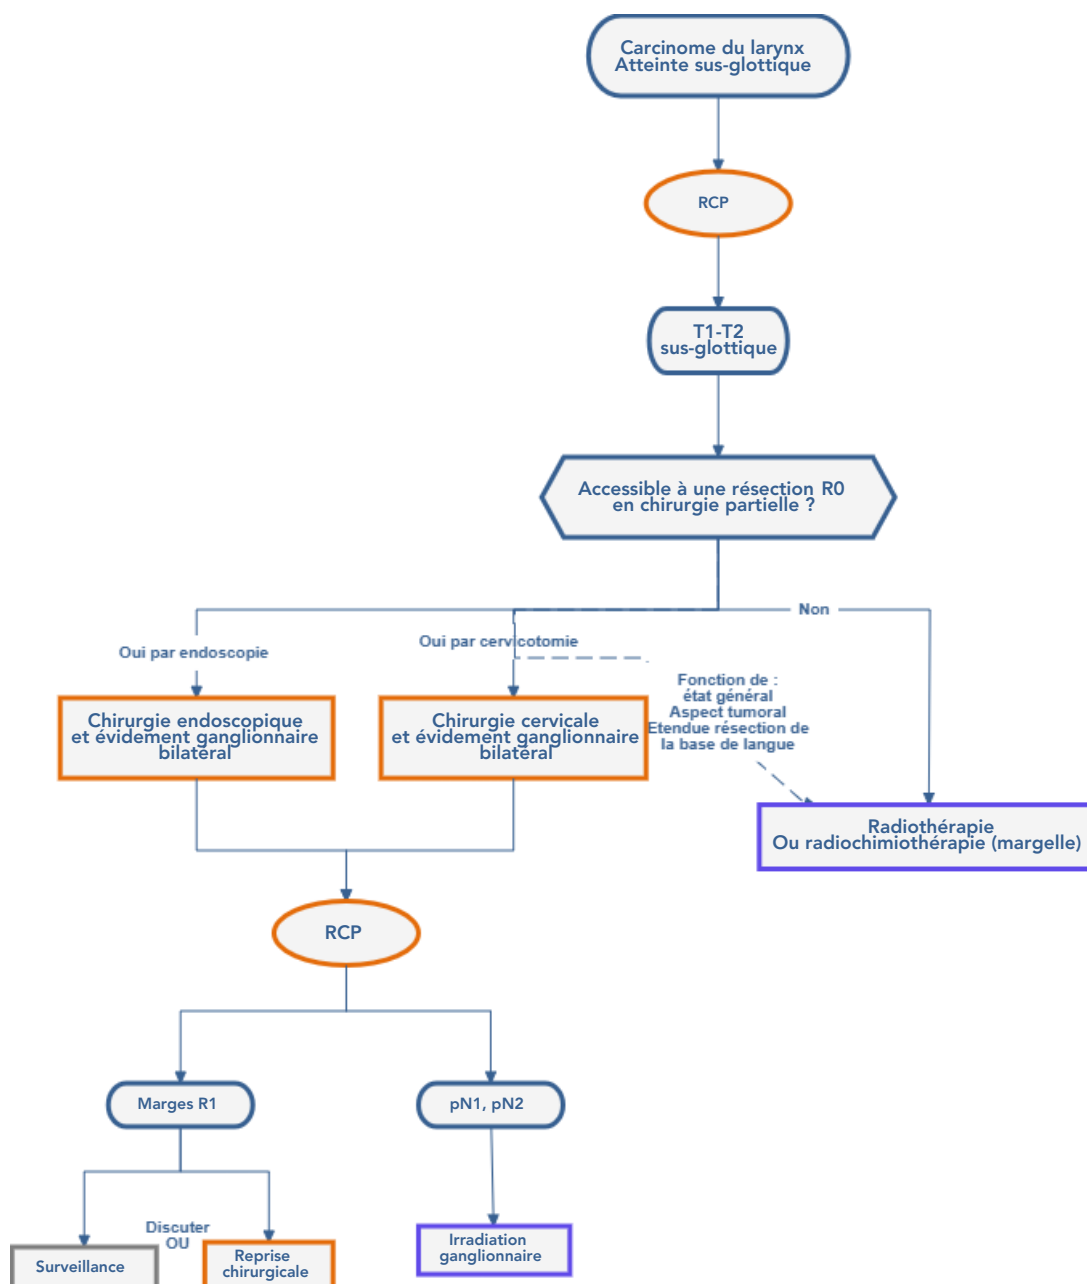 Carcinome du larynx
Atteinte sus-glottique
RCP
T1-T2
sus-glottique
Accessible à une résection R0
en chirurgie partielle ?
Non
Oui par endoscopie
Oui par cervicotomie
Fonction de :
état général
Aspect tumoral
Etendue résection de
la base de langue
Chirurgie endoscopique
et évidement ganglionnaire
bilatéral
Chirurgie cervicale
et évidement ganglionnaire
bilatéral
Radiothérapie
Ou radiochimiothérapie (margelle)
RCP
Marges R1
pN1, pN2
Discuter
OU
Surveillance
Reprise
chirurgicale
Irradiation
ganglionnaire